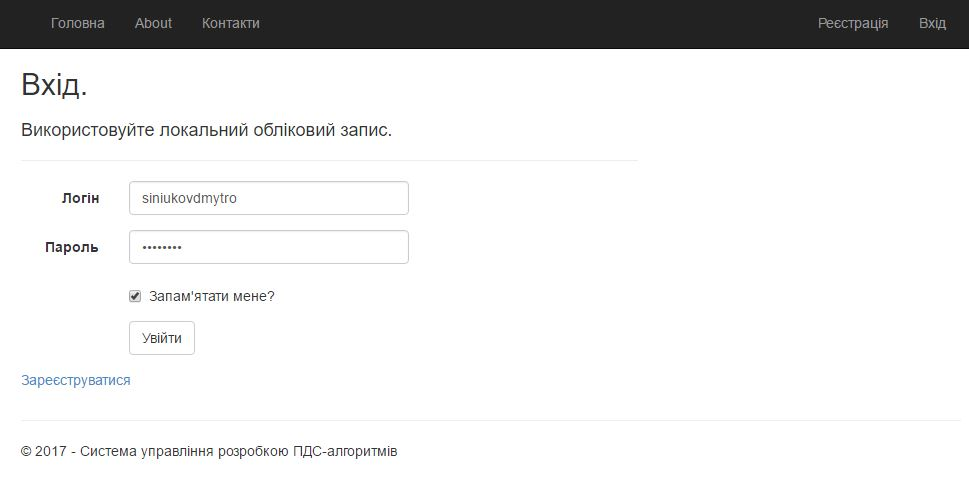 Головна About Контакти Реєстрація Вхід
Вхід.
Використовуйте локальний обліковий запис.
Логін siniukovdmytro
Пароль ••••••••
Запам'ятати мене?
Увійти
Зареєструватися
© 2017 - Система управління розробкою ПДС-алгоритмів